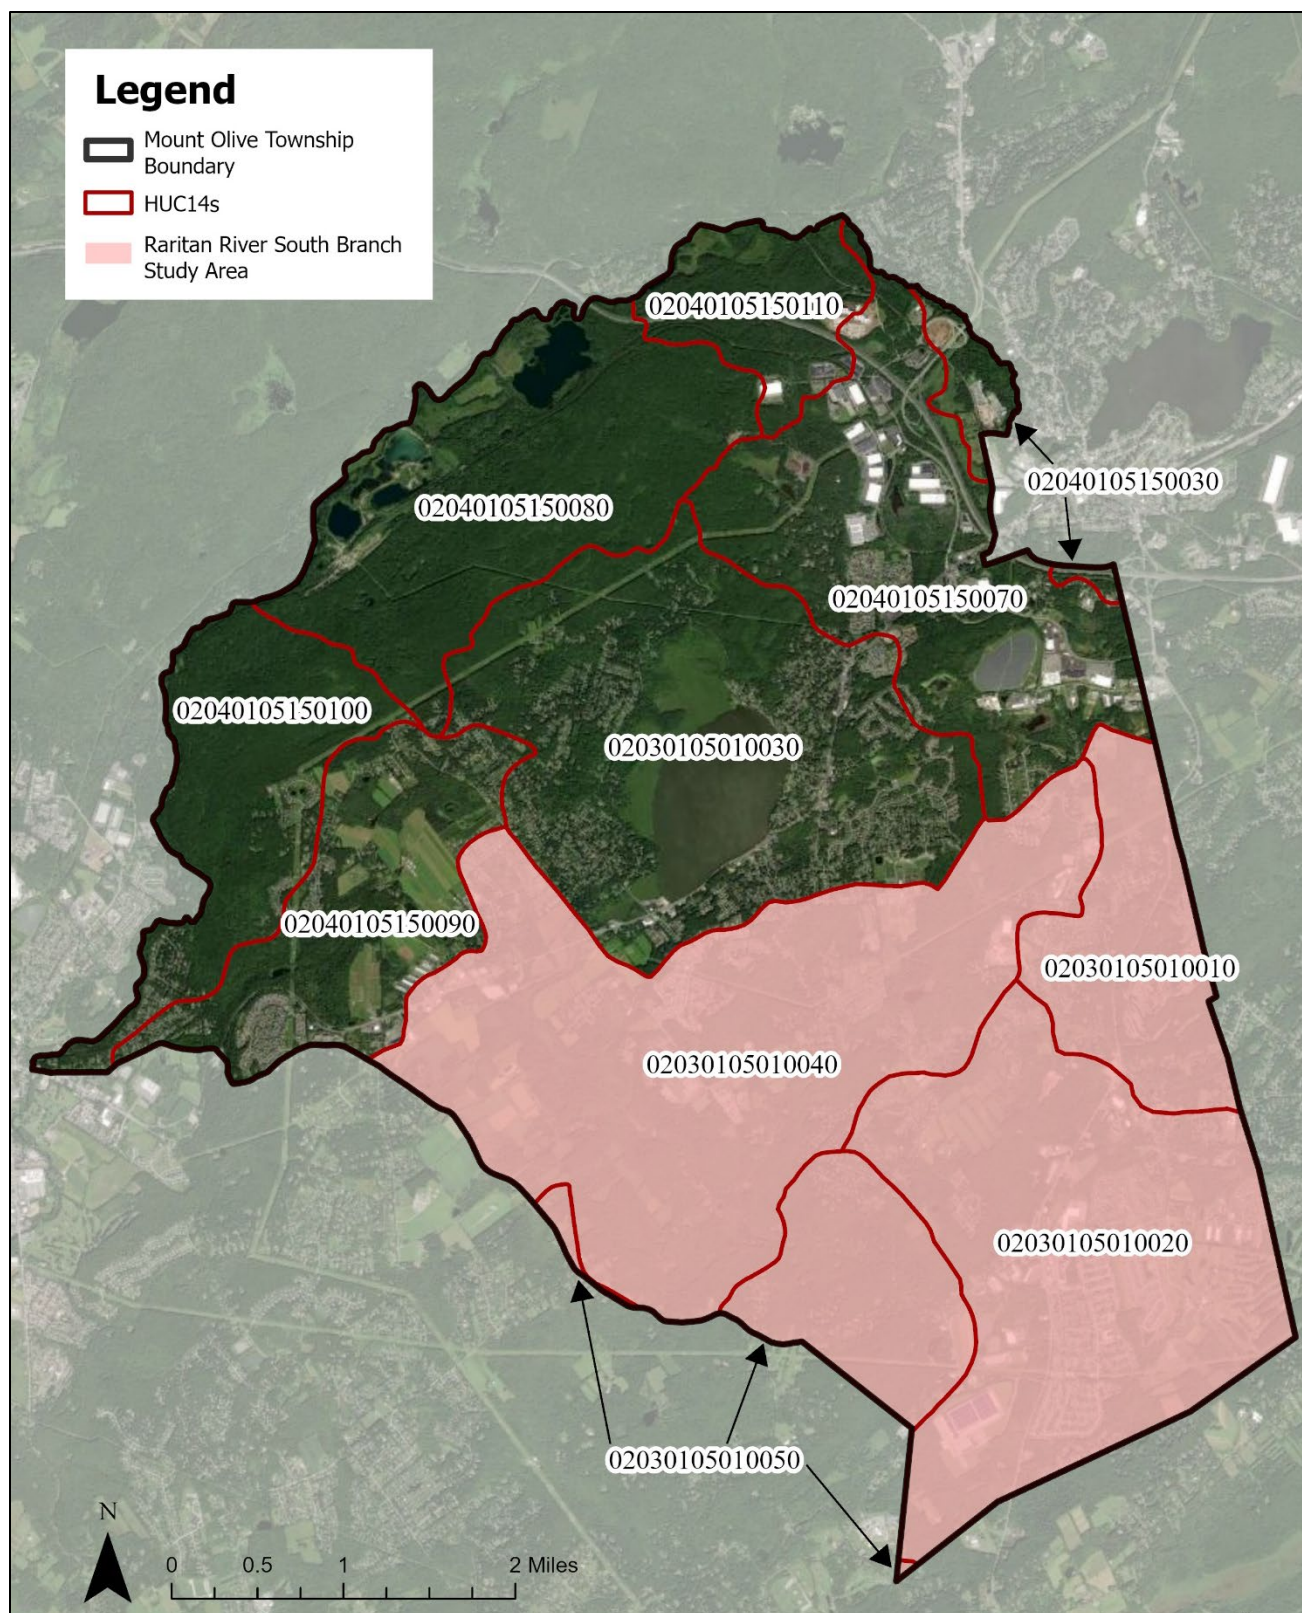 Legend
Mount Olive Township
Boundary
HUC14s
Raritan River South Branch
Study Area
02040105150110
02040105150030
02040105150080
02040105150070
02040105150100
02030105010030
02040105150090
02030105010010
02030105010040
02030105010020
02030105010050
N
0 0.5 1 2 Miles